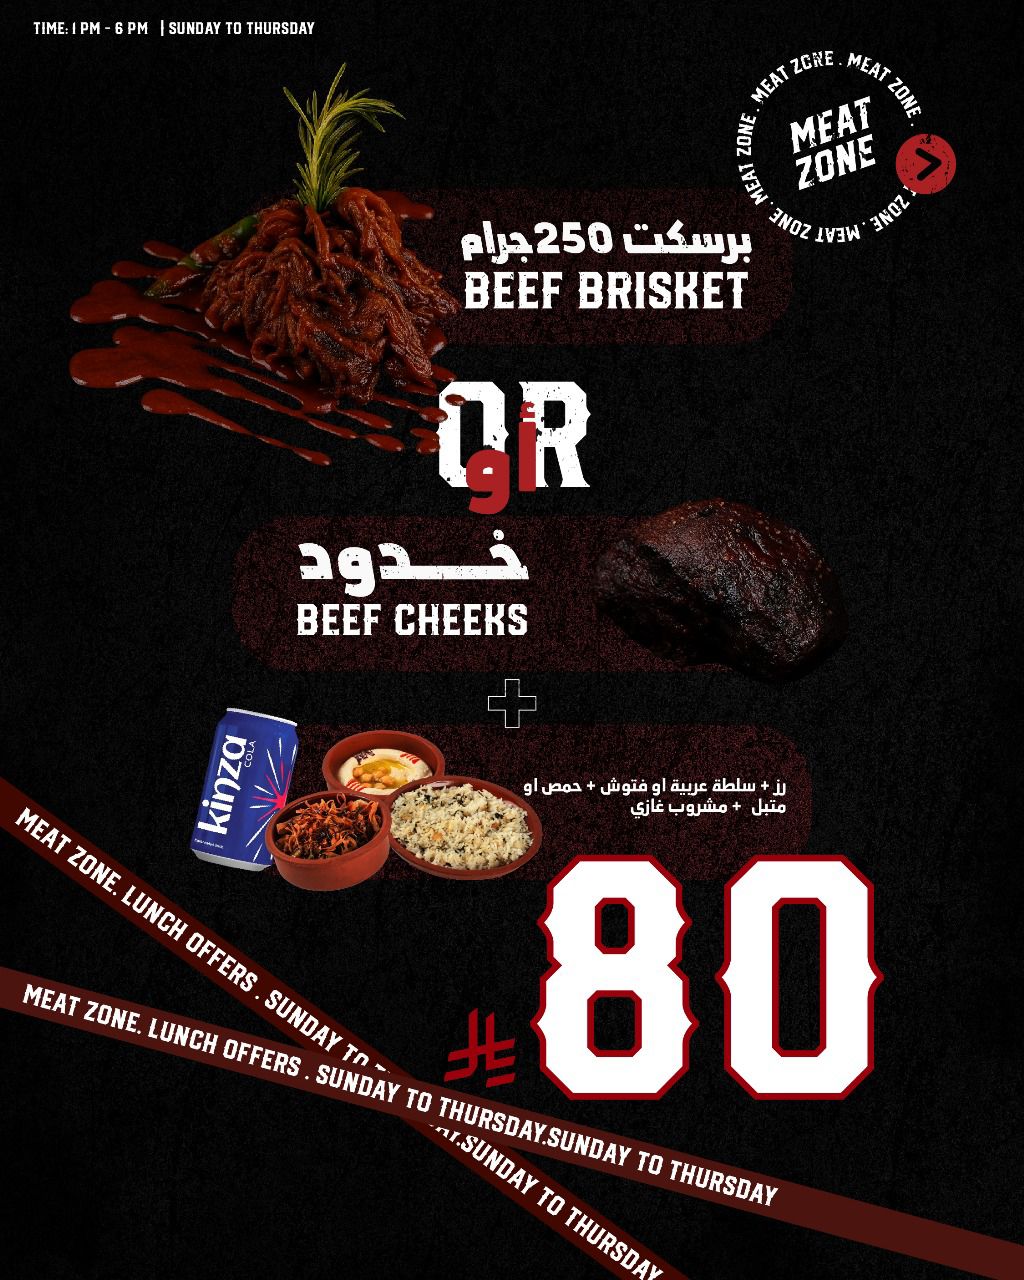 TIME: 1 PM - 6 PM | SUNDAY TO THURSDAY
MEAT ZONE . MEAT ZONE . MEAT ZONE . MEAT ZONE . MEAT ZONE .
MEAT
ZONE
برسكت 250جرام
BEEF BRISKET
OR
أو
خـــدود
BEEF CHEEKS
+
kinza
COLA
رز + سلطة عربية او فتوش + حمص او
متبل + مشروب غازي
80
MEAT ZONE. LUNCH OFFERS . SUNDAY TO
MEAT ZONE. LUNCH OFFERS . SUNDAY TO THURSDAY.SUNDAY TO THURSDAY
SUNDAY TO THURSDAY